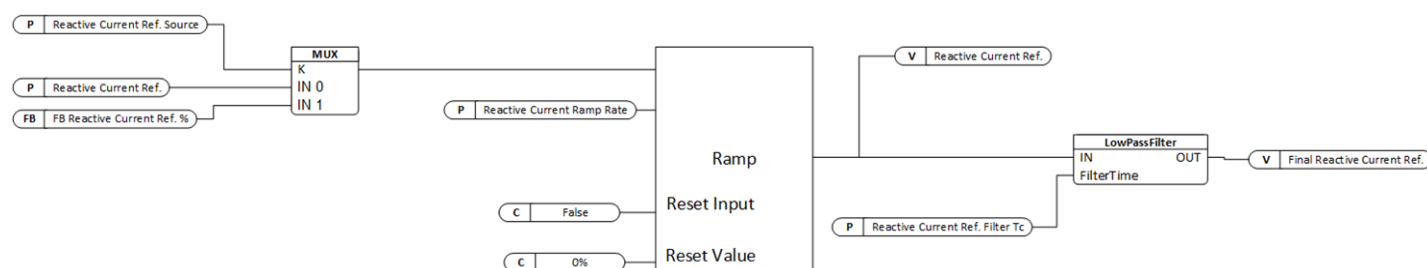 P Reactive Current Ref. Source
MUX
K
P Reactive Current Ref.
IN 0
IN 1
FB FB Reactive Current Ref. %
P Reactive Current Ramp Rate
Ramp
C False
Reset Input
C 0%
Reset Value
V Reactive Current Ref.
LowPassFilter
IN OUT
FilterTime
V Final Reactive Current Ref.
P Reactive Current Ref. Filter Tc